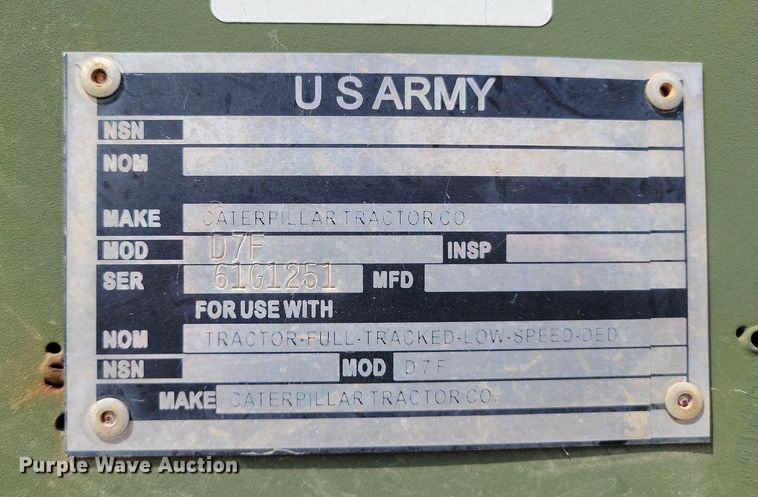 U S ARMY
NSN
NOM
MAKE CATERPILLAR TRACTOR CO.
MOD D7F INSP
SER 61G1251 MFD
FOR USE WITH
NOM TRACTOR-FULL-TRACKED-LOW-SPEED-DED
NSN MOD D7F
MAKE CATERPILLAR TRACTOR CO.
Purple Wave Auction